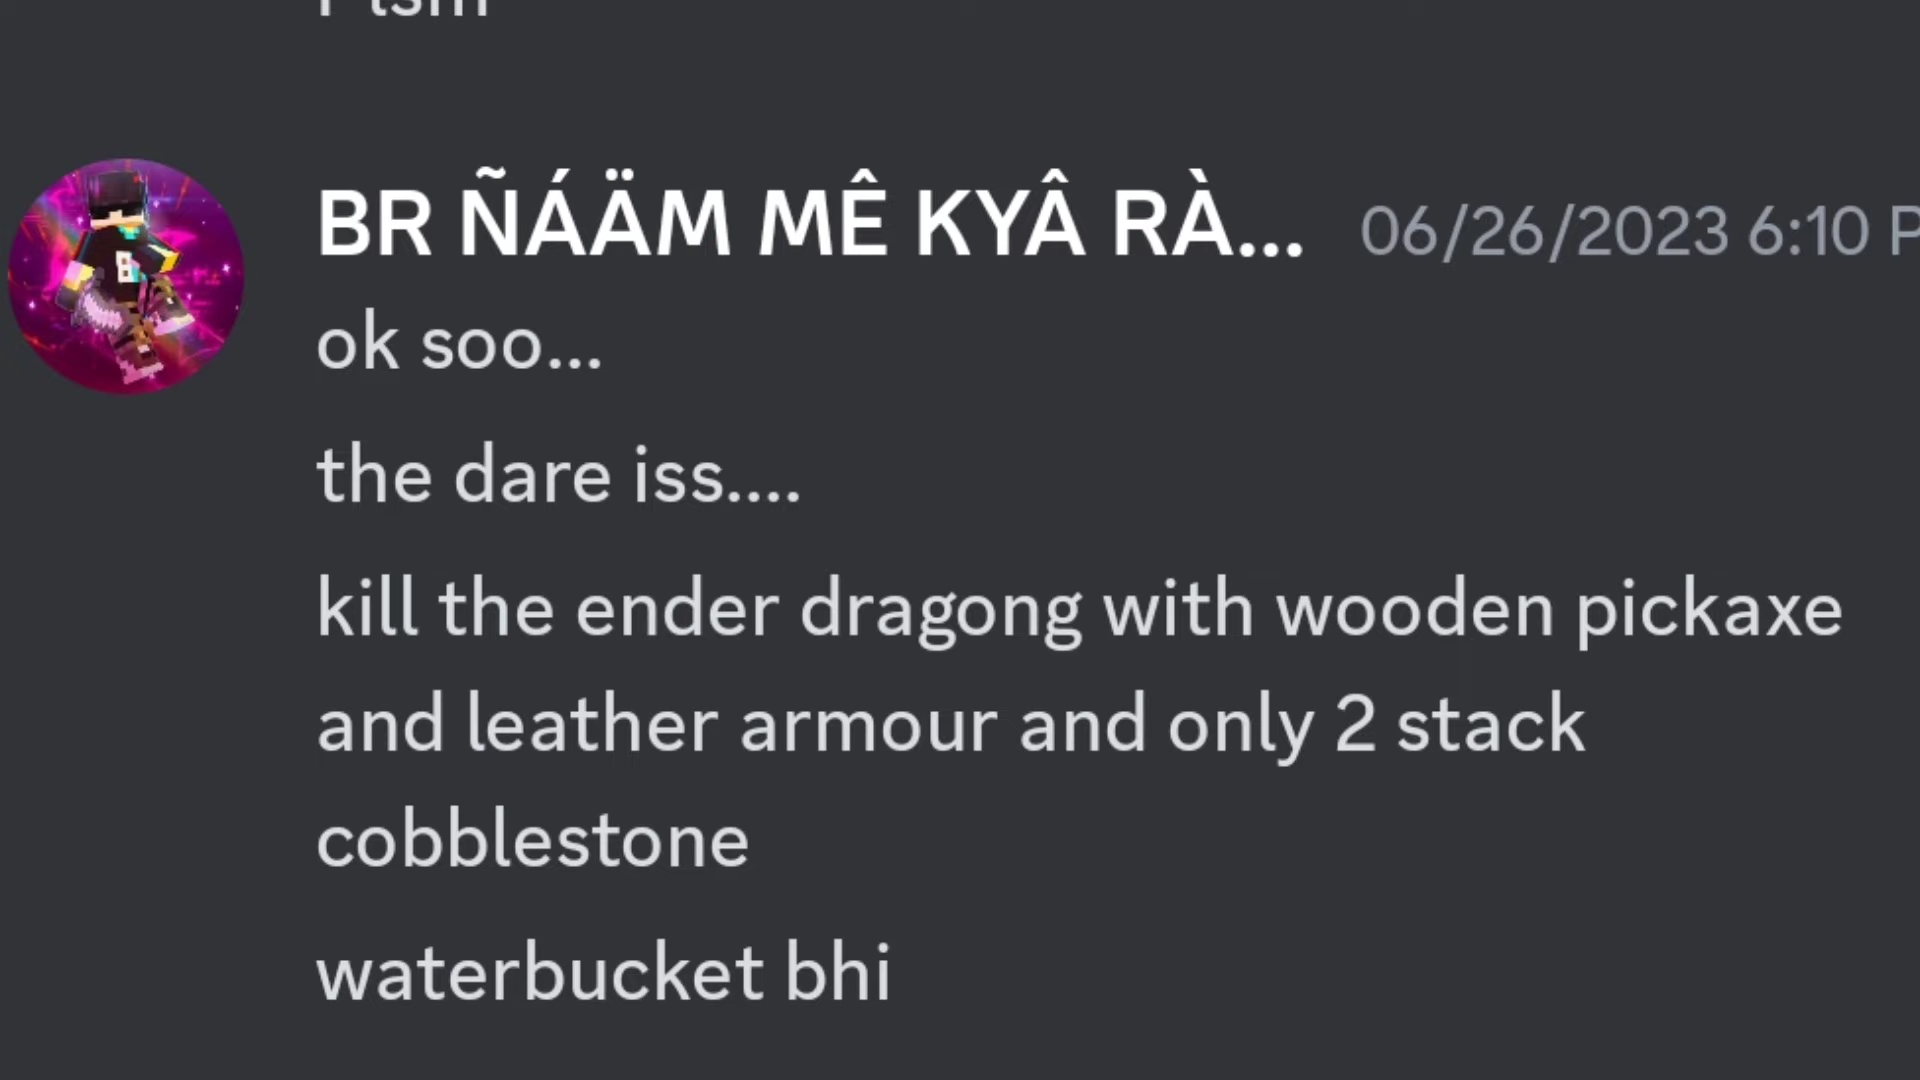 BR ÑÁÄM MÊ KYÂ RÀ... 06/26/2023 6:10 P
ok soo...
the dare iss....
kill the ender dragong with wooden pickaxe
and leather armour and only 2 stack
cobblestone
waterbucket bhi